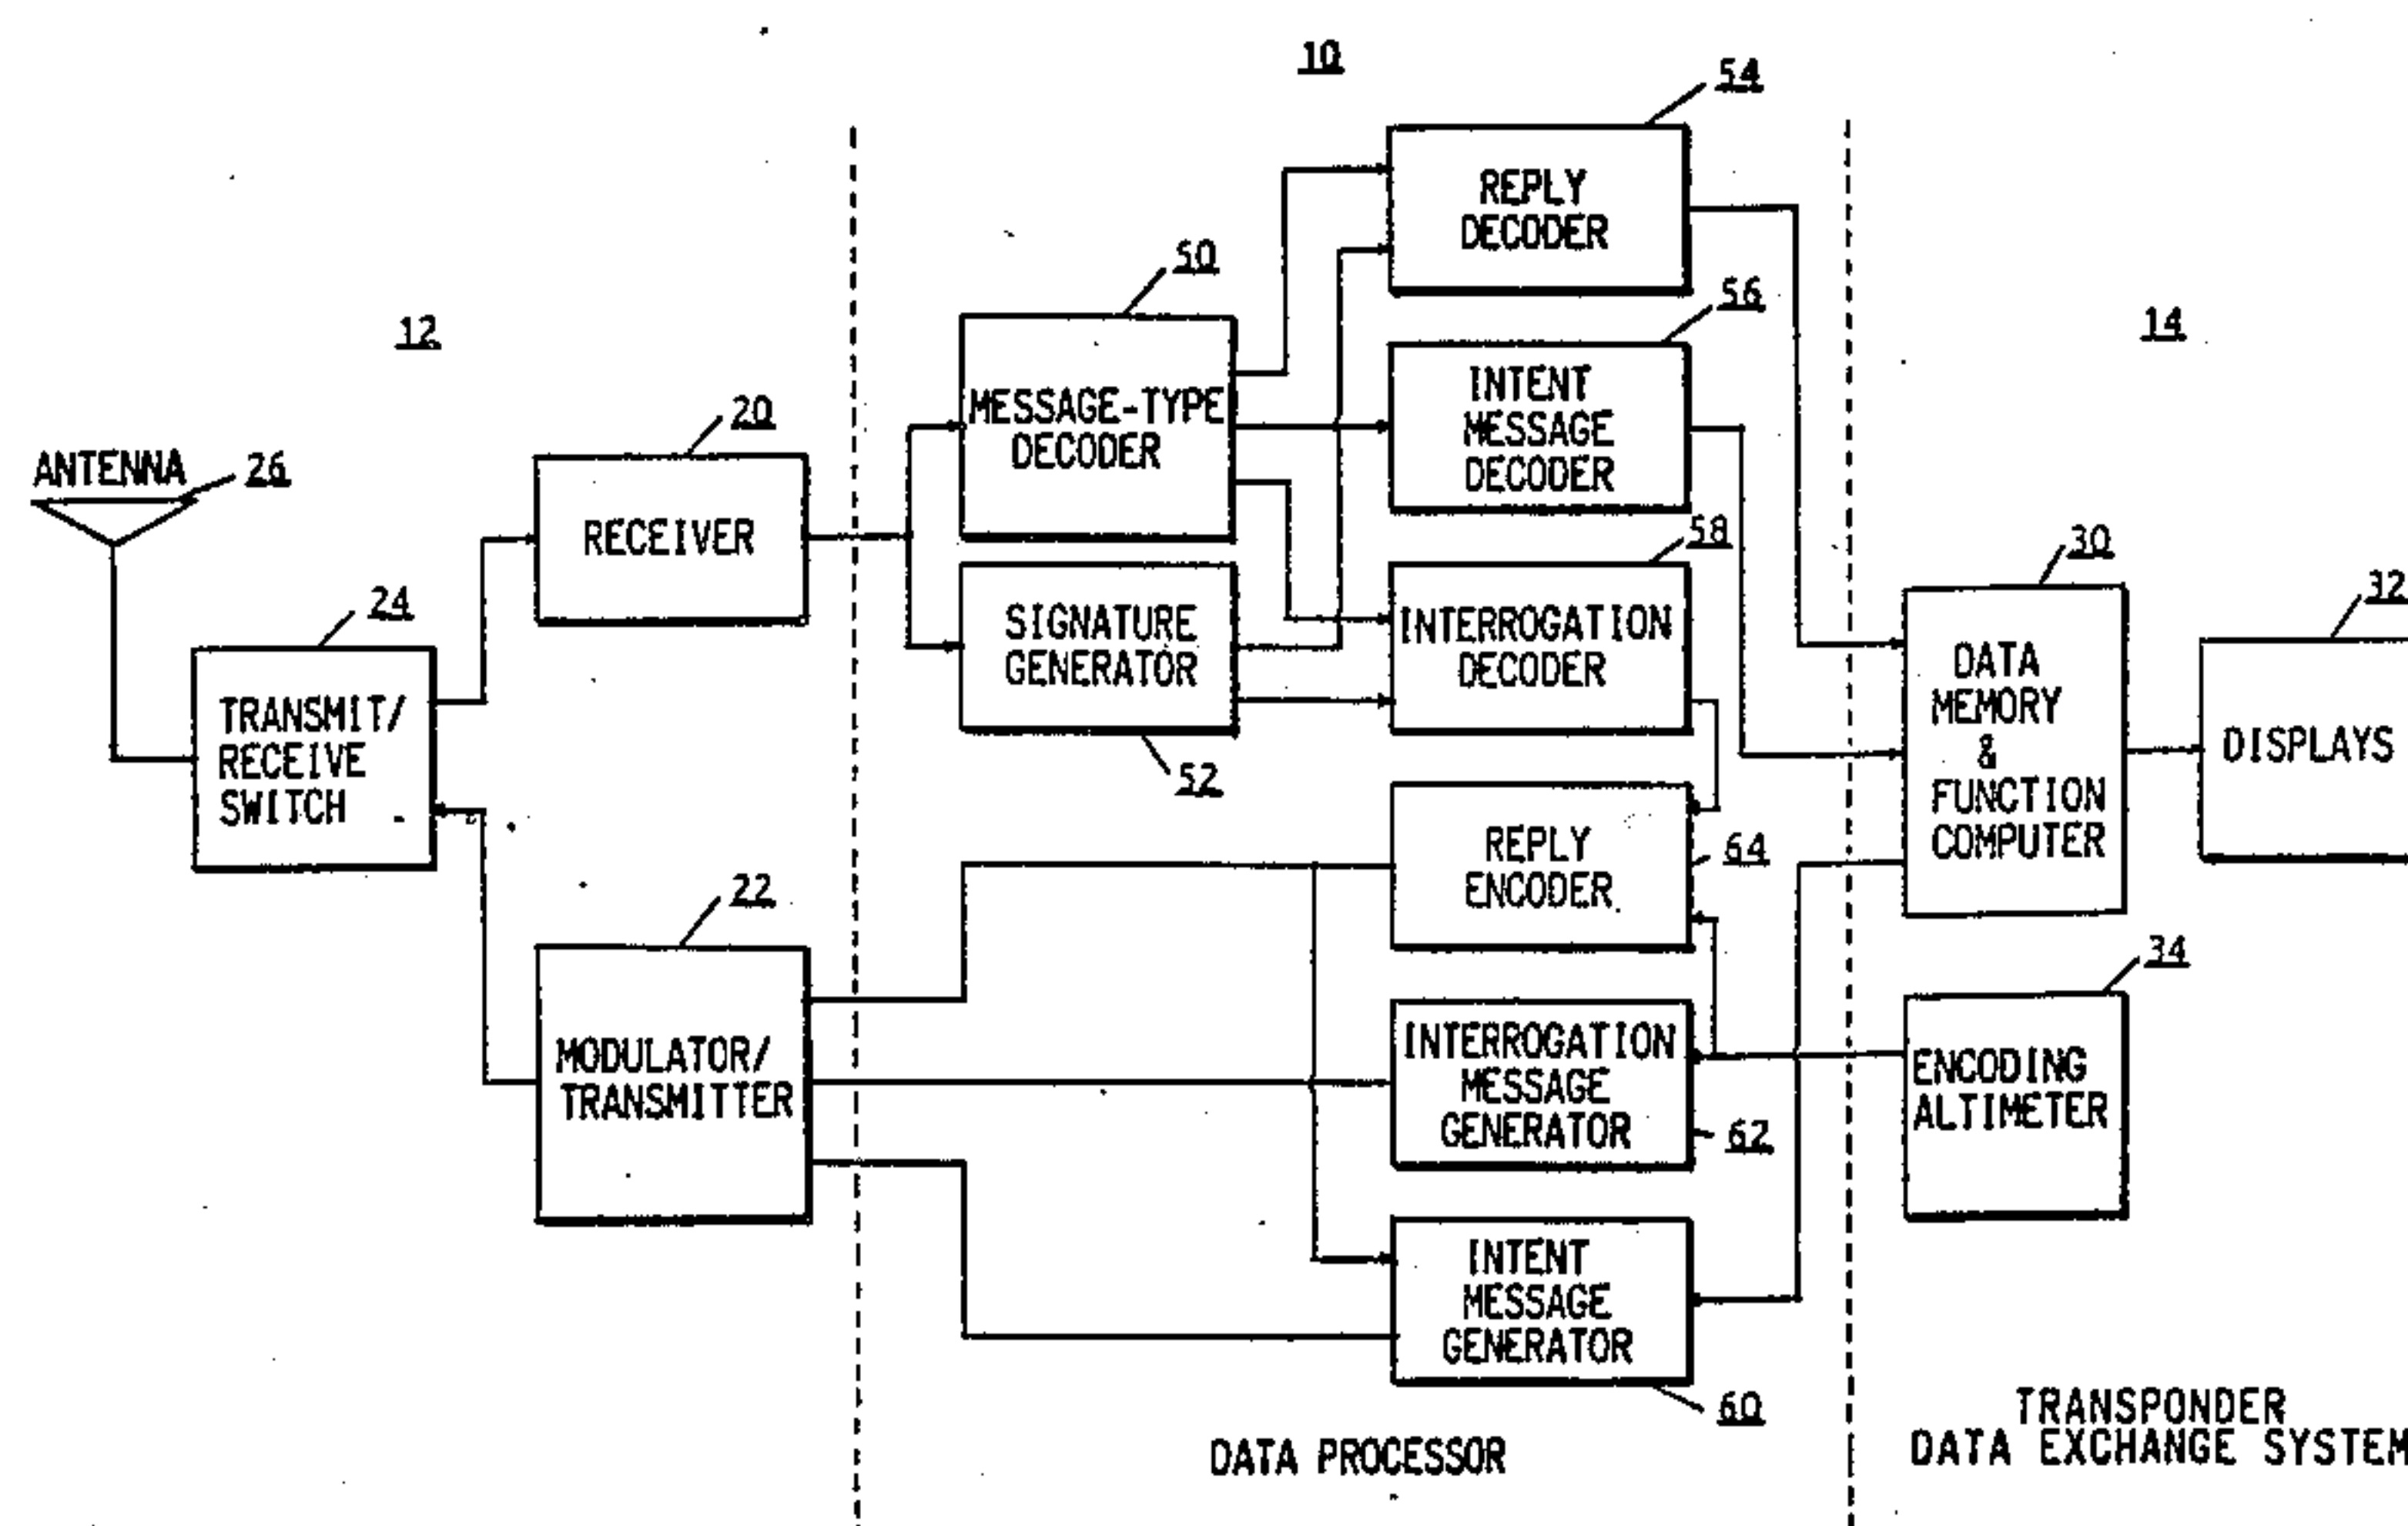 10
54
REPLY
DECODER
50
56
12
14
MESSAGE-TYPE
DECODER
INTENT
MESSAGE
DECODER
20
ANTENNA
26
RECEIVER
58
30
32
24
SIGNATURE
GENERATOR
INTERROGATION
DECODER
TRANSMIT/
RECEIVE
SWITCH
52
DATA
MEMORY
&
FUNCTION
COMPUTER
DISPLAYS
REPLY
ENCODER
64
22
34
MODULATOR/
TRANSMITTER
INTERROGATION
MESSAGE
GENERATOR
62
ENCODING
ALTIMETER
INTENT
MESSAGE
GENERATOR
60
DATA PROCESSOR
TRANSPONDER
DATA EXCHANGE SYSTEM